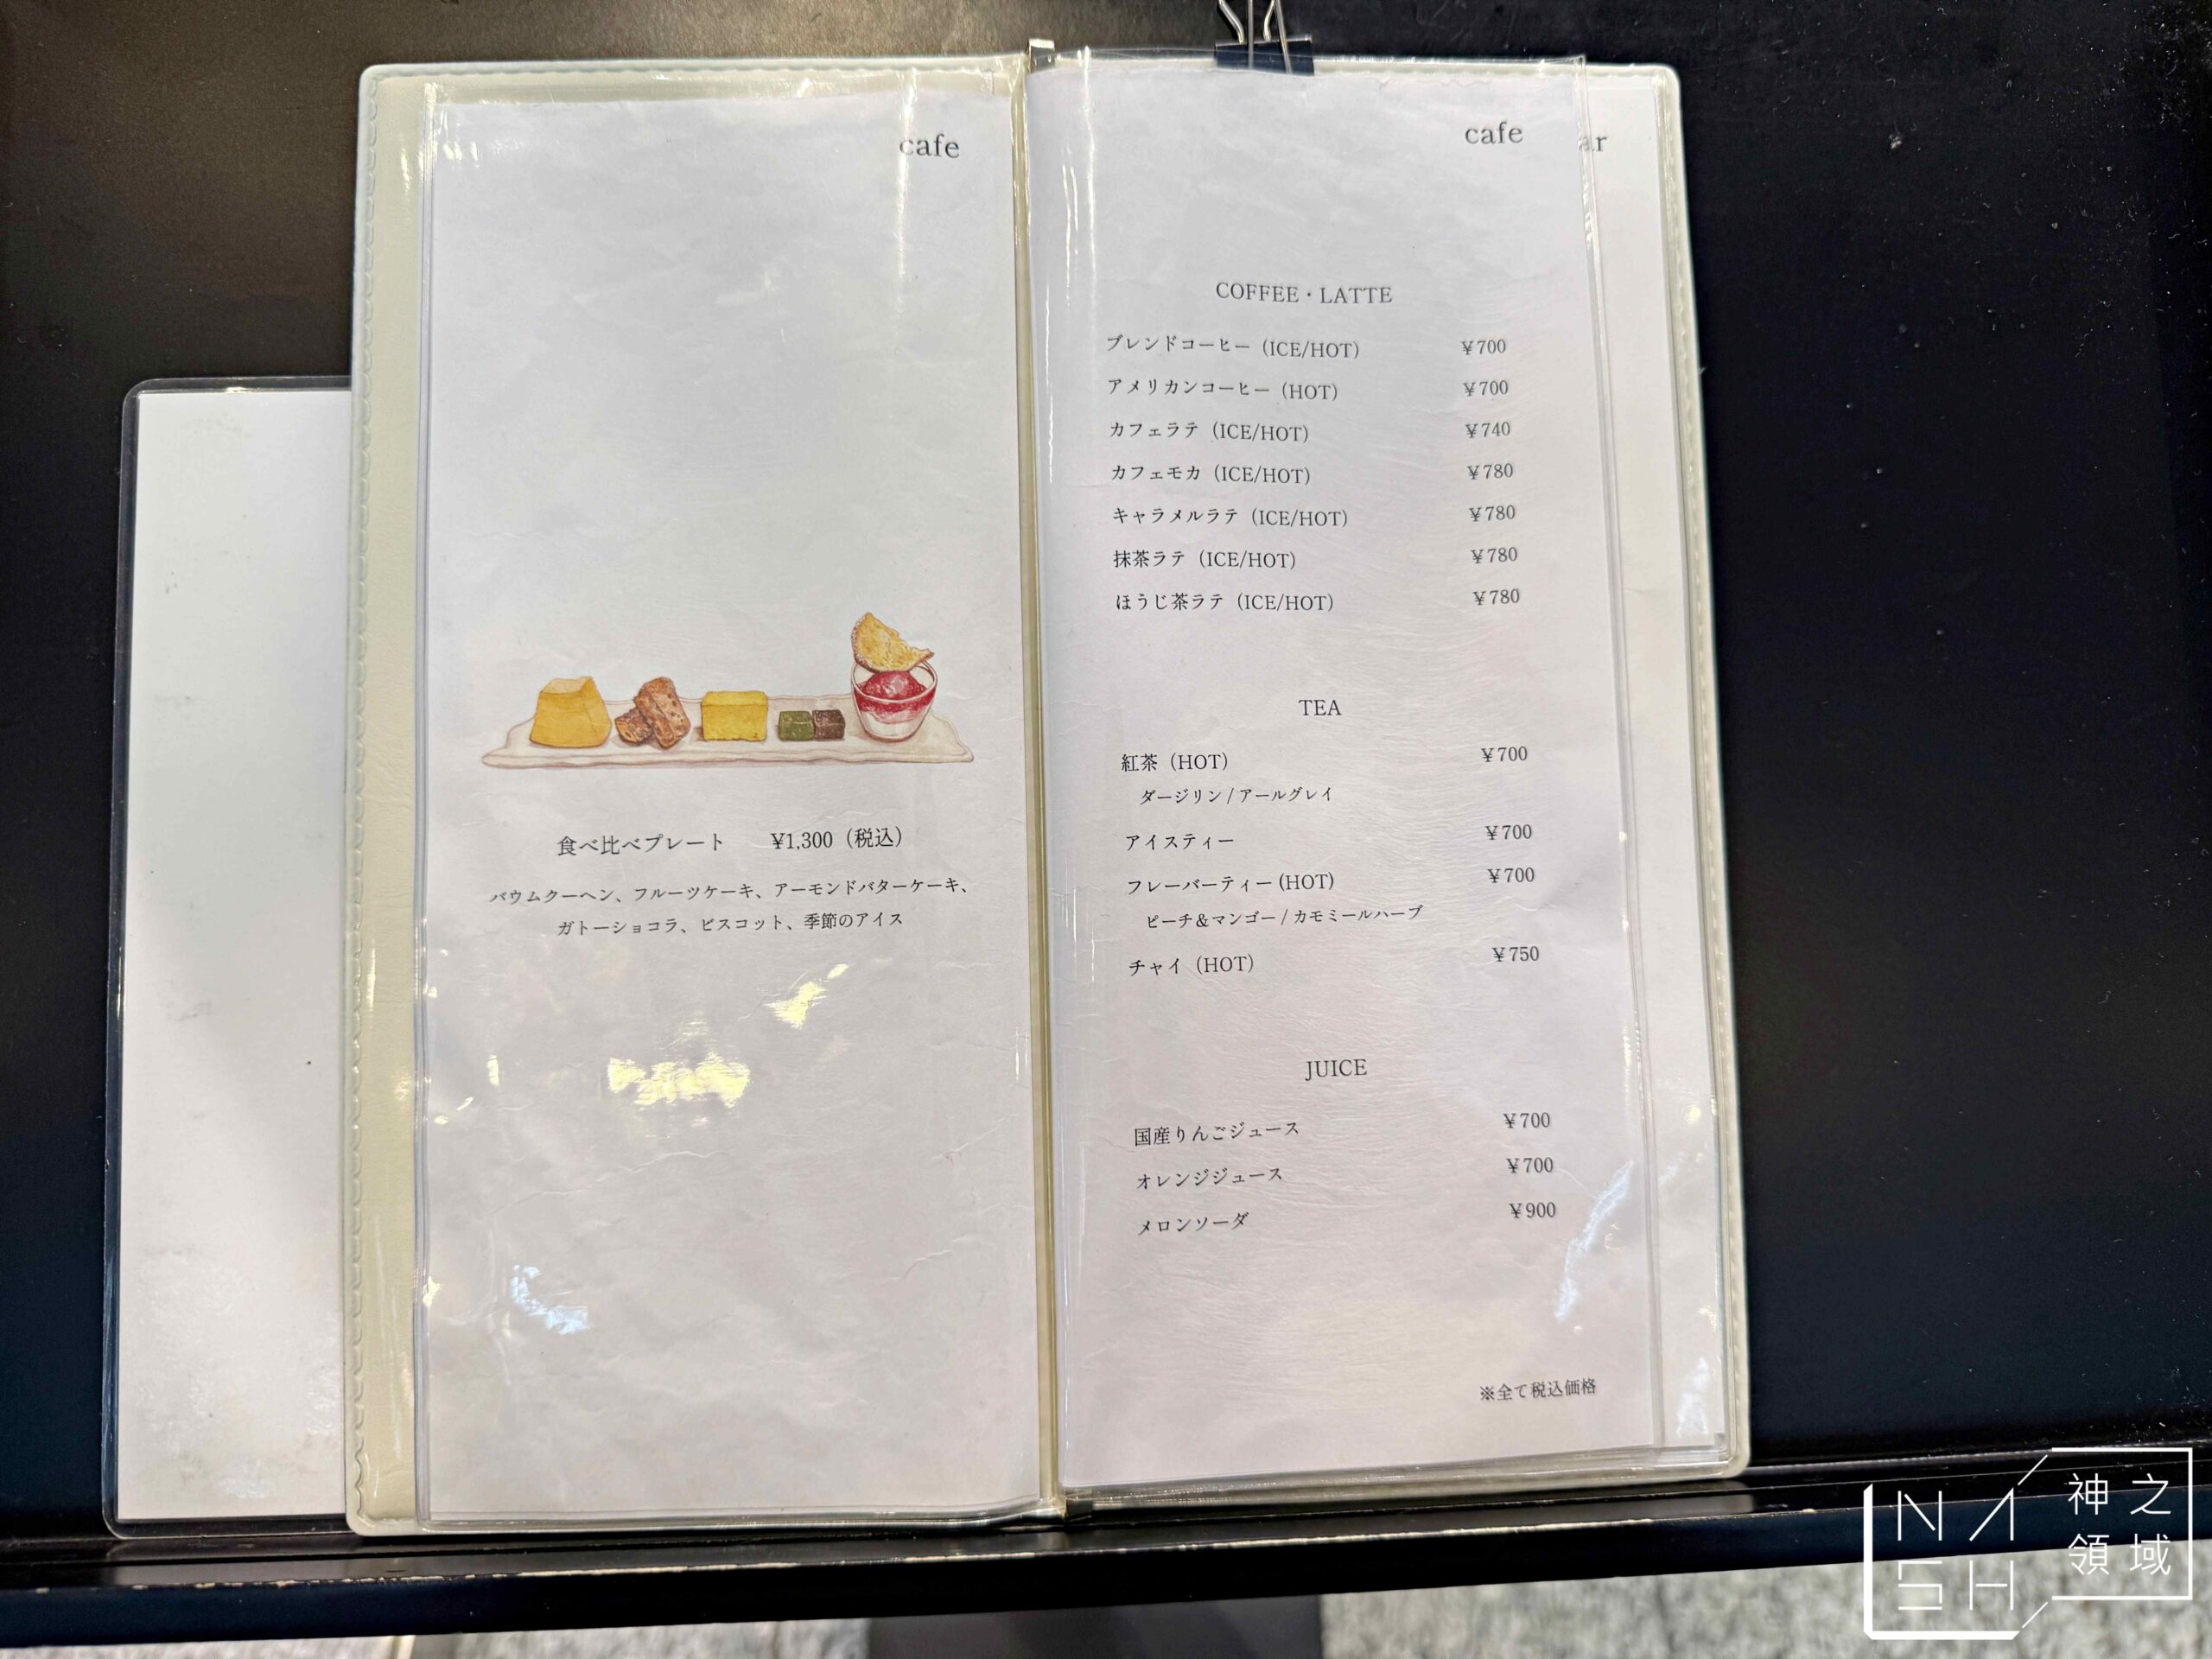 cafe
食べ比べプレート ¥1,300（税込）
バウムクーヘン、フルーツケーキ、アーモンドバターケーキ、
ガトーショコラ、ビスコット、季節のアイス
cafe
ar
COFFEE・LATTE
ブレンドコーヒー（ICE/HOT） ¥700
アメリカンコーヒー（HOT） ¥700
カフェラテ（ICE/HOT） ¥740
カフェモカ（ICE/HOT） ¥780
キャラメルラテ（ICE/HOT） ¥780
抹茶ラテ（ICE/HOT） ¥780
ほうじ茶ラテ（ICE/HOT） ¥780
TEA
紅茶（HOT） ¥700
ダージリン / アールグレイ
アイスティー ¥700
フレーバーティー (HOT) ¥700
ピーチ＆マンゴー / カモミールハーブ
チャイ（HOT） ¥750
JUICE
国産りんごジュース ¥700
オレンジジュース ¥700
メロンソーダ ¥900
※全て税込価格
NASH
神之
領域